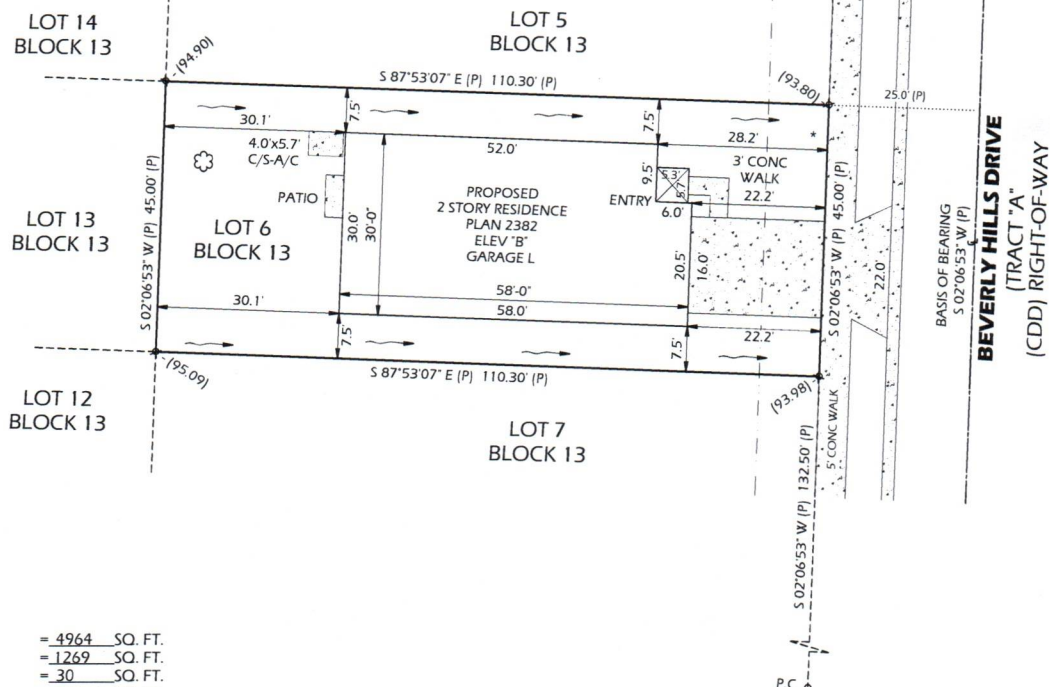 LOT 14
BLOCK 13
LOT 5
BLOCK 13
(94.90)
S 87°53'07" E (P) 110.30' (P)
(93.80)
25.0' (P)
30.1'
7.5'
7.5'
28.2'
*
4.0'x5.7'
C/S-A/C
52.0'
3' CONC
WALK
22.2'
PATIO
9.5'
5.3'
5.7'
ENTRY
6.0'
PROPOSED
2 STORY RESIDENCE
PLAN 2382
ELEV "B"
GARAGE L
30.0'
30'-0"
LOT 13
BLOCK 13
S 02°06'53" W (P) 45.00' (P)
LOT 6
BLOCK 13
20.5'
16.0'
S 02°06'53" W (P) 45.00' (P)
22.0'
BASIS OF BEARING
S 02°06'53" W (P)
BEVERLY HILLS DRIVE
(TRACT "A"
(CDD) RIGHT-OF-WAY
30.1'
58'-0"
58.0'
22.2'
7.5'
7.5'
(95.09)
S 87°53'07" E (P) 110.30' (P)
(93.98)
LOT 12
BLOCK 13
LOT 7
BLOCK 13
5' CONC WALK
S 02°06'53" W (P) 132.50' (P)
= 4964 SQ. FT.
= 1269 SQ. FT.
= 30 SQ. FT.
P.C.